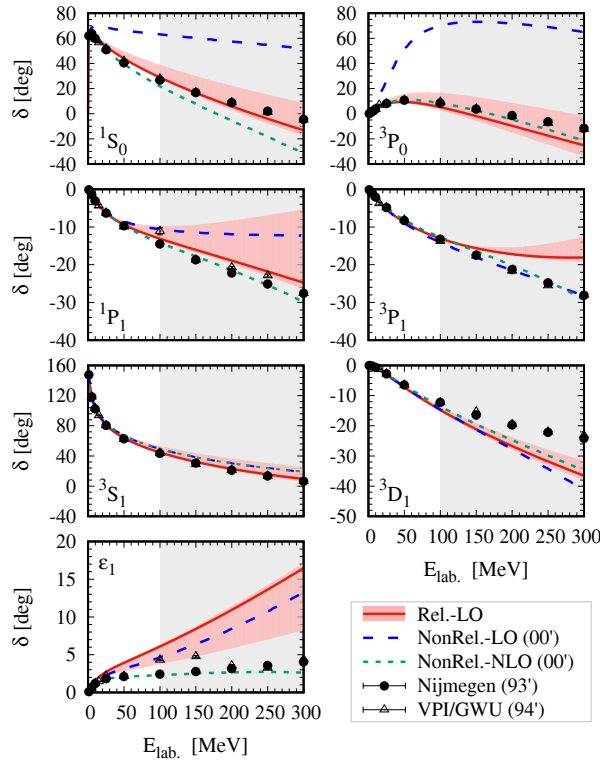 δ [deg]
80
60
40
20
0
20
40
¹S₀
80
60
40
20
0
-20
-40
³P₀
δ [deg]
0
-10
-20
-30
-40
¹P₁
0
-10
-20
-30
-40
³P₁
δ [deg]
160
120
80
40
0
-40
³S₁
0
-10
-20
-30
-40
-50
³D₁
0 50 100 150 200 250 300
E_lab. [MeV]
δ [deg]
20
15
10
5
0
ε₁
0 50 100 150 200 250 300
E_lab. [MeV]
Rel.-LO
NonRel.-LO (00')
NonRel.-NLO (00')
Nijmegen (93')
VPI/GWU (94')